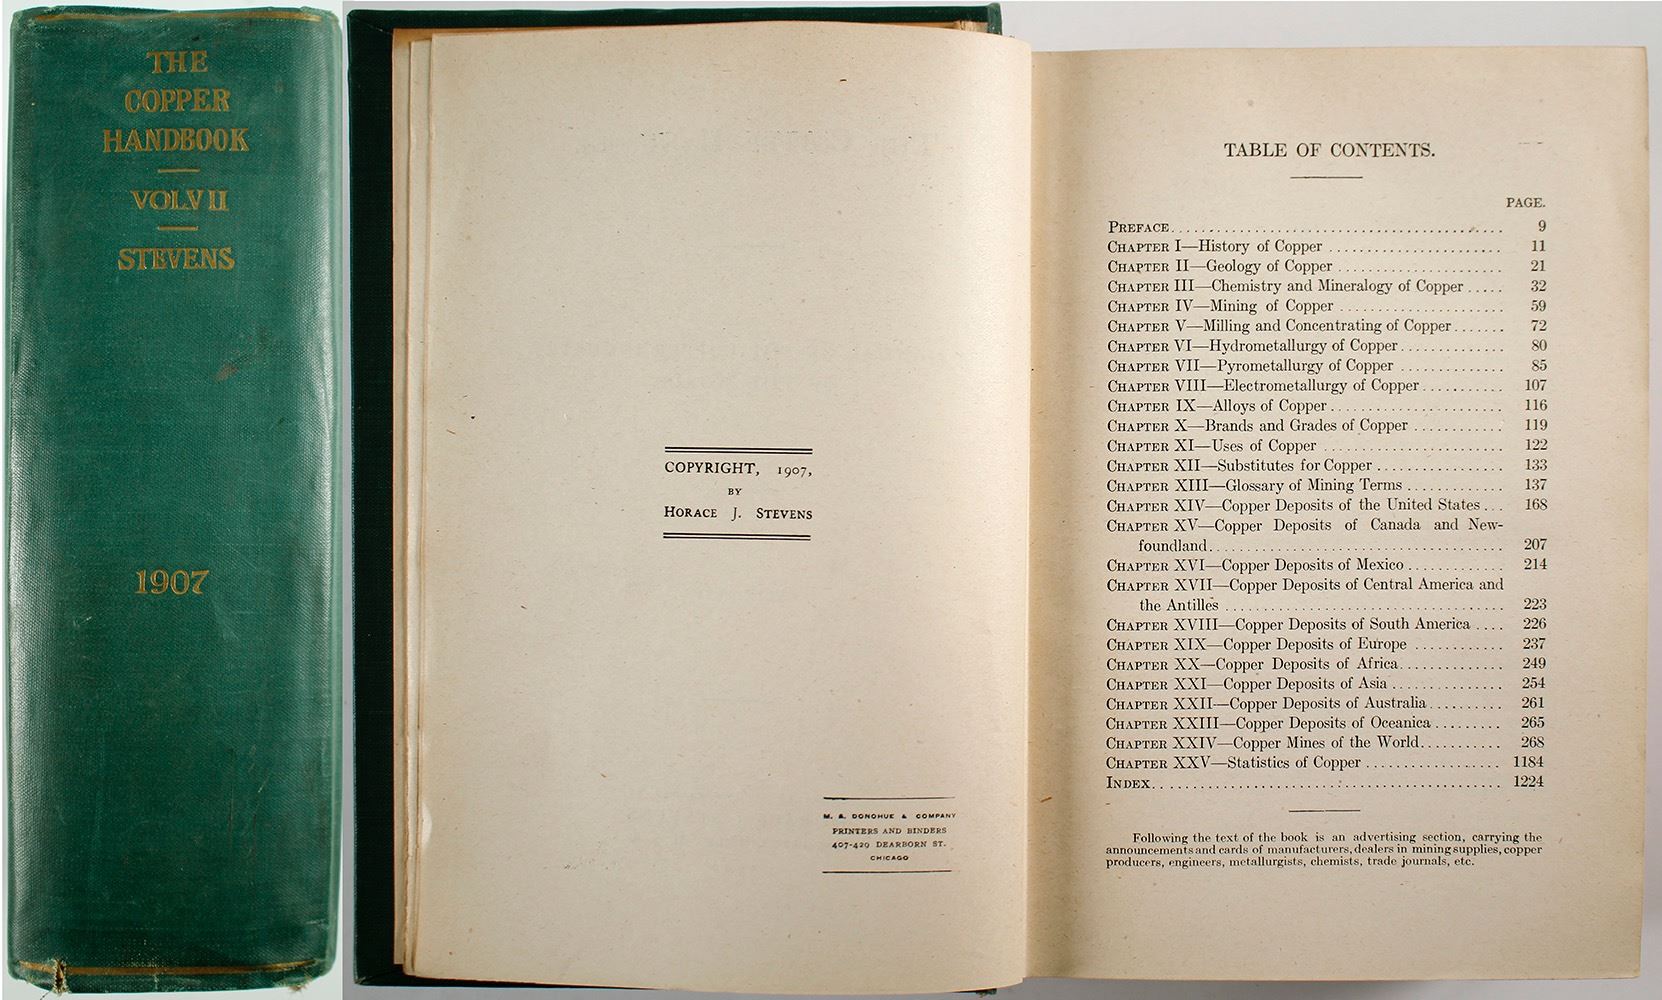 THE
COPPER
HANDBOOK
VOL VII
STEVENS
1907
COPYRIGHT, 1907,
BY
HORACE J. STEVENS
M. A. DONOHUE & COMPANY
PRINTERS AND BINDERS
407-429 DEARBORN ST.
CHICAGO
TABLE OF CONTENTS.
PAGE.
PREFACE........................................ 9
CHAPTER I—History of Copper ....................... 11
CHAPTER II—Geology of Copper ...................... 21
CHAPTER III—Chemistry and Mineralogy of Copper ..... 32
CHAPTER IV—Mining of Copper ...................... 59
CHAPTER V—Milling and Concentrating of Copper....... 72
CHAPTER VI—Hydrometallurgy of Copper.............. 80
CHAPTER VII—Pyrometallurgy of Copper .............. 85
CHAPTER VIII—Electrometallurgy of Copper........... 107
CHAPTER IX—Alloys of Copper....................... 116
CHAPTER X—Brands and Grades of Copper ............ 119
CHAPTER XI—Uses of Copper ........................ 122
CHAPTER XII—Substitutes for Copper ................. 133
CHAPTER XIII—Glossary of Mining Terms ............. 137
CHAPTER XIV—Copper Deposits of the United States... 168
CHAPTER XV—Copper Deposits of Canada and New-
foundland....................................... 207
CHAPTER XVI—Copper Deposits of Mexico ............. 214
CHAPTER XVII—Copper Deposits of Central America and
the Antilles ..................................... 223
CHAPTER XVIII—Copper Deposits of South America .... 226
CHAPTER XIX—Copper Deposits of Europe ............ 237
CHAPTER XX—Copper Deposits of Africa.............. 249
CHAPTER XXI—Copper Deposits of Asia ............... 254
CHAPTER XXII—Copper Deposits of Australia.......... 261
CHAPTER XXIII—Copper Deposits of Oceanica ......... 265
CHAPTER XXIV—Copper Mines of the World........... 268
CHAPTER XXV—Statistics of Copper .................. 1184
INDEX.............................................. 1224
Following the text of the book is an advertising section, carrying the
announcements and cards of manufacturers, dealers in mining supplies, copper
producers, engineers, metallurgists, chemists, trade journals, etc.